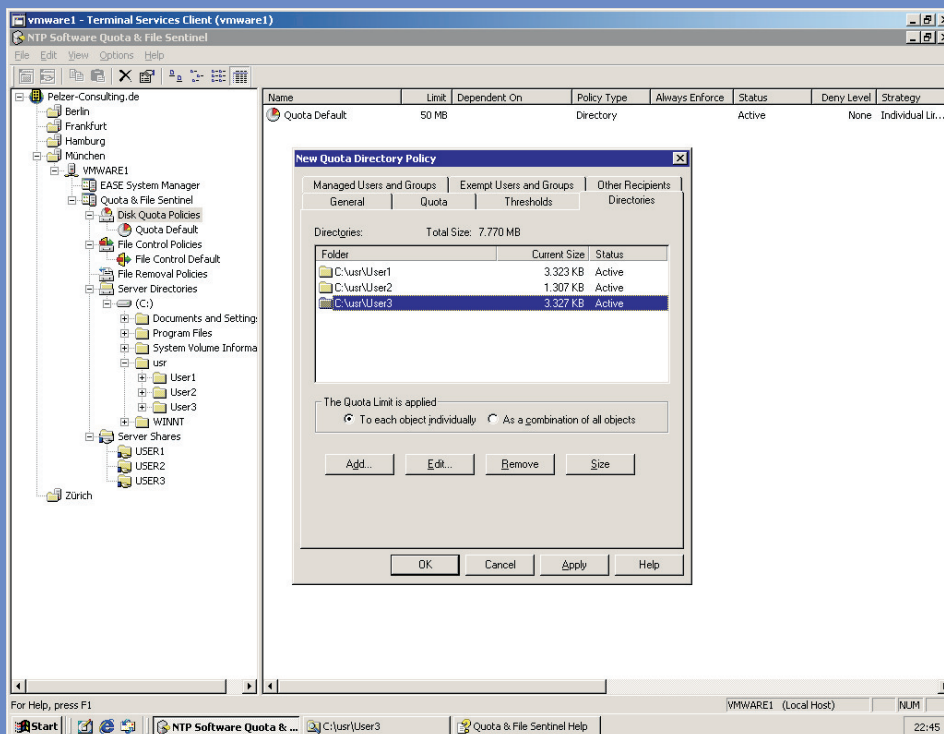 vmware1 - Terminal Services Client (vmware1)
NTP Software Quota & File Sentinel
File Edit View Options Help
Pelzer-Consulting.de
Berlin
Frankfurt
Hamburg
München
VMWARE1
EASE System Manager
Quota & File Sentinel
Disk Quota Policies
Quota Default
File Control Policies
File Control Default
File Removal Policies
Server Directories
(C:)
Documents and Setting
Program Files
System Volume Informa
usr
User1
User2
User3
WINNT
Server Shares
USER1
USER2
USER3
Zürich
Name Limit Dependent On Policy Type Always Enforce Status Deny Level Strategy
Quota Default 50 MB Directory Active None Individual Lir...
New Quota Directory Policy
Managed Users and Groups Exempt Users and Groups Other Recipients
General Quota Thresholds Directories
Directories: Total Size: 7.770 MB
Folder Current Size Status
C:\usr\User1 3.323 KB Active
C:\usr\User2 1.307 KB Active
C:\usr\User3 3.327 KB Active
The Quota Limit is applied
To each object individually As a combination of all objects
Add... Edit... Remove Size
OK Cancel Apply Help
For Help, press F1 VMWARE1 (Local Host) NUM
Start NTP Software Quota & ... C:\usr\User3 Quota & File Sentinel Help 22:45